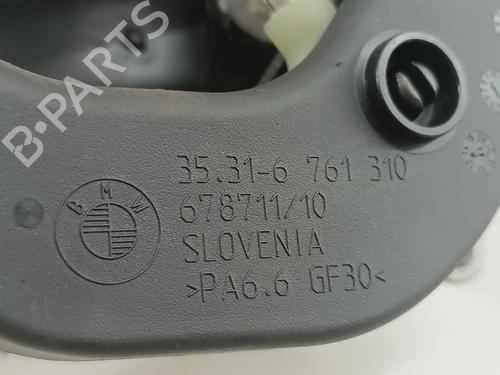 B-PARTS
BMW
35.31-6 761 310
678711/10
SLOVENIA
>PA6.6 GF30<